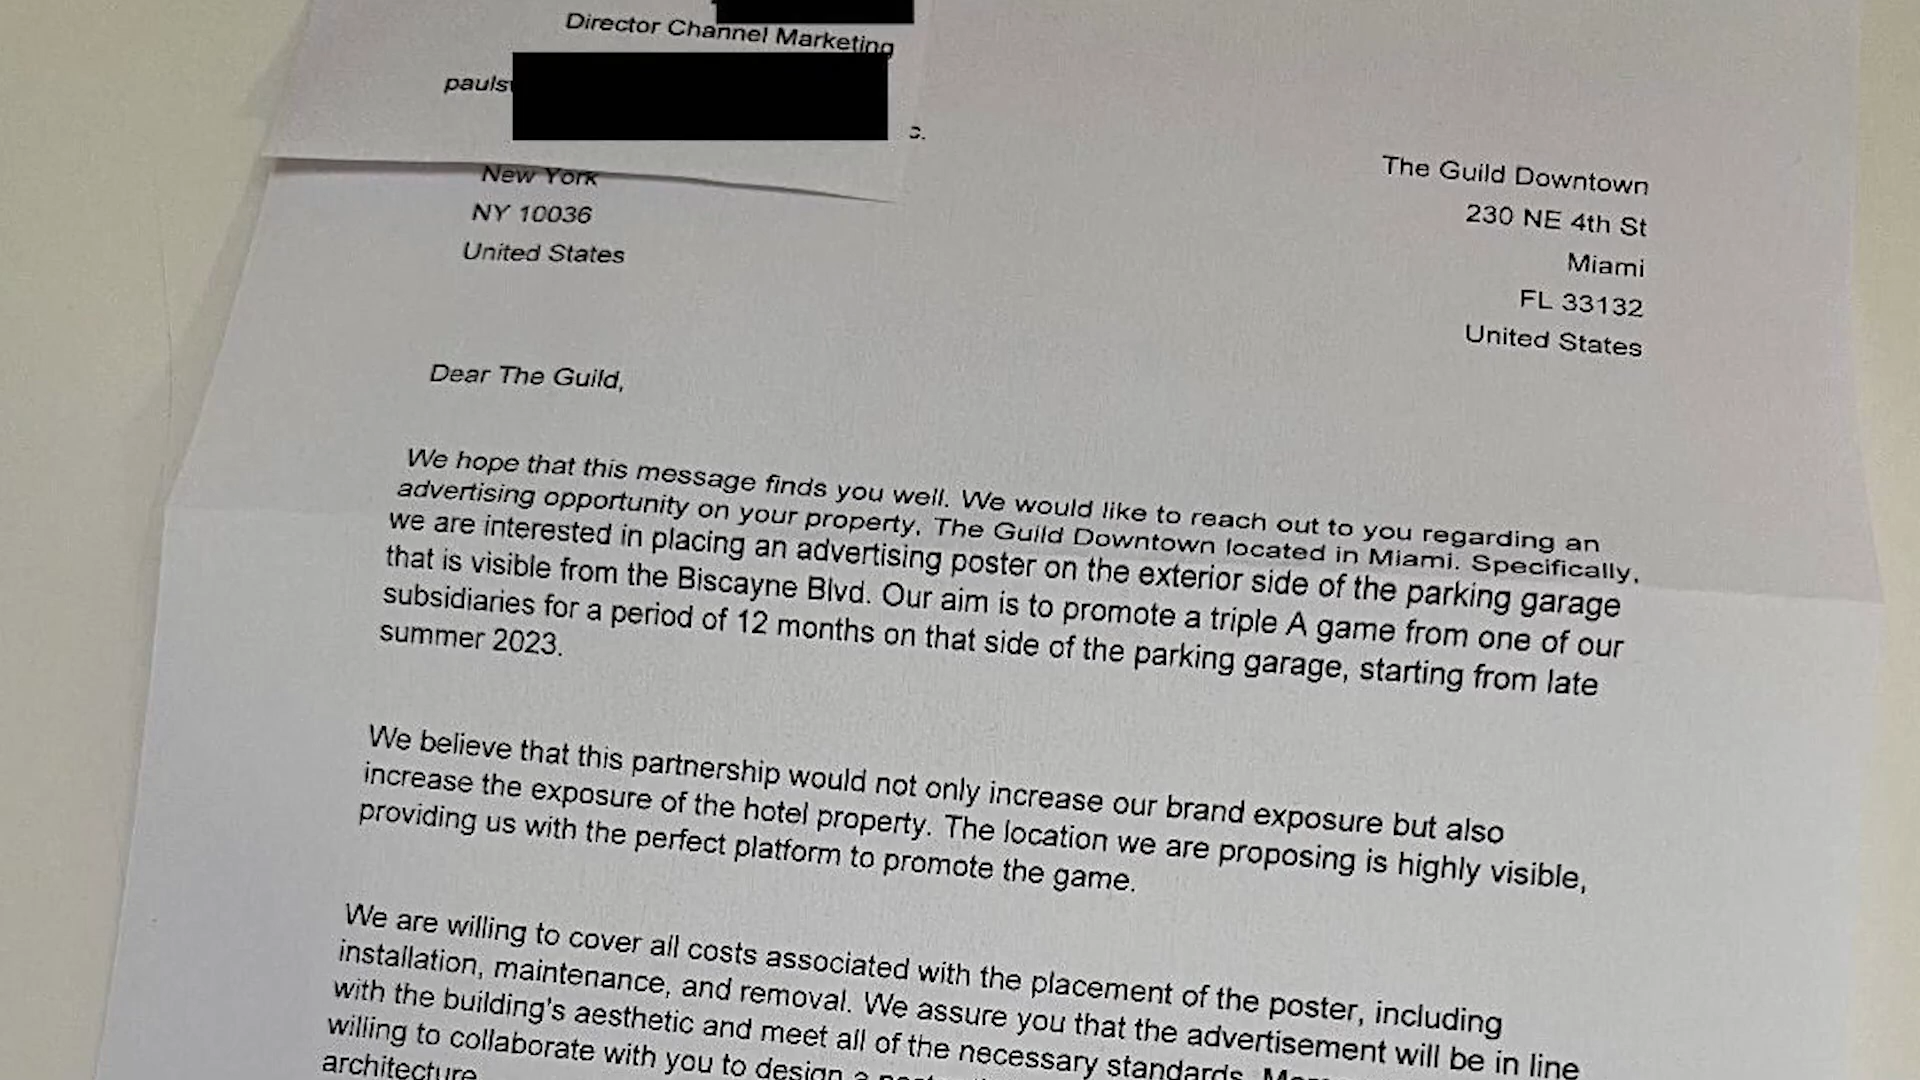 Director Channel Marketing
pauls
c.
New York
NY 10036
United States
The Guild Downtown
230 NE 4th St
Miami
FL 33132
United States
Dear The Guild,
We hope that this message finds you well. We would like to reach out to you regarding an
advertising opportunity on your property, The Guild Downtown located in Miami. Specifically,
we are interested in placing an advertising poster on the exterior side of the parking garage
that is visible from the Biscayne Blvd. Our aim is to promote a triple A game from one of our
subsidiaries for a period of 12 months on that side of the parking garage, starting from late
summer 2023.
We believe that this partnership would not only increase our brand exposure but also
increase the exposure of the hotel property. The location we are proposing is highly visible,
providing us with the perfect platform to promote the game.
We are willing to cover all costs associated with the placement of the poster, including
installation, maintenance, and removal. We assure you that the advertisement will be in line
with the building's aesthetic and meet all of the necessary standards.
willing to collaborate with you to design a
architecture